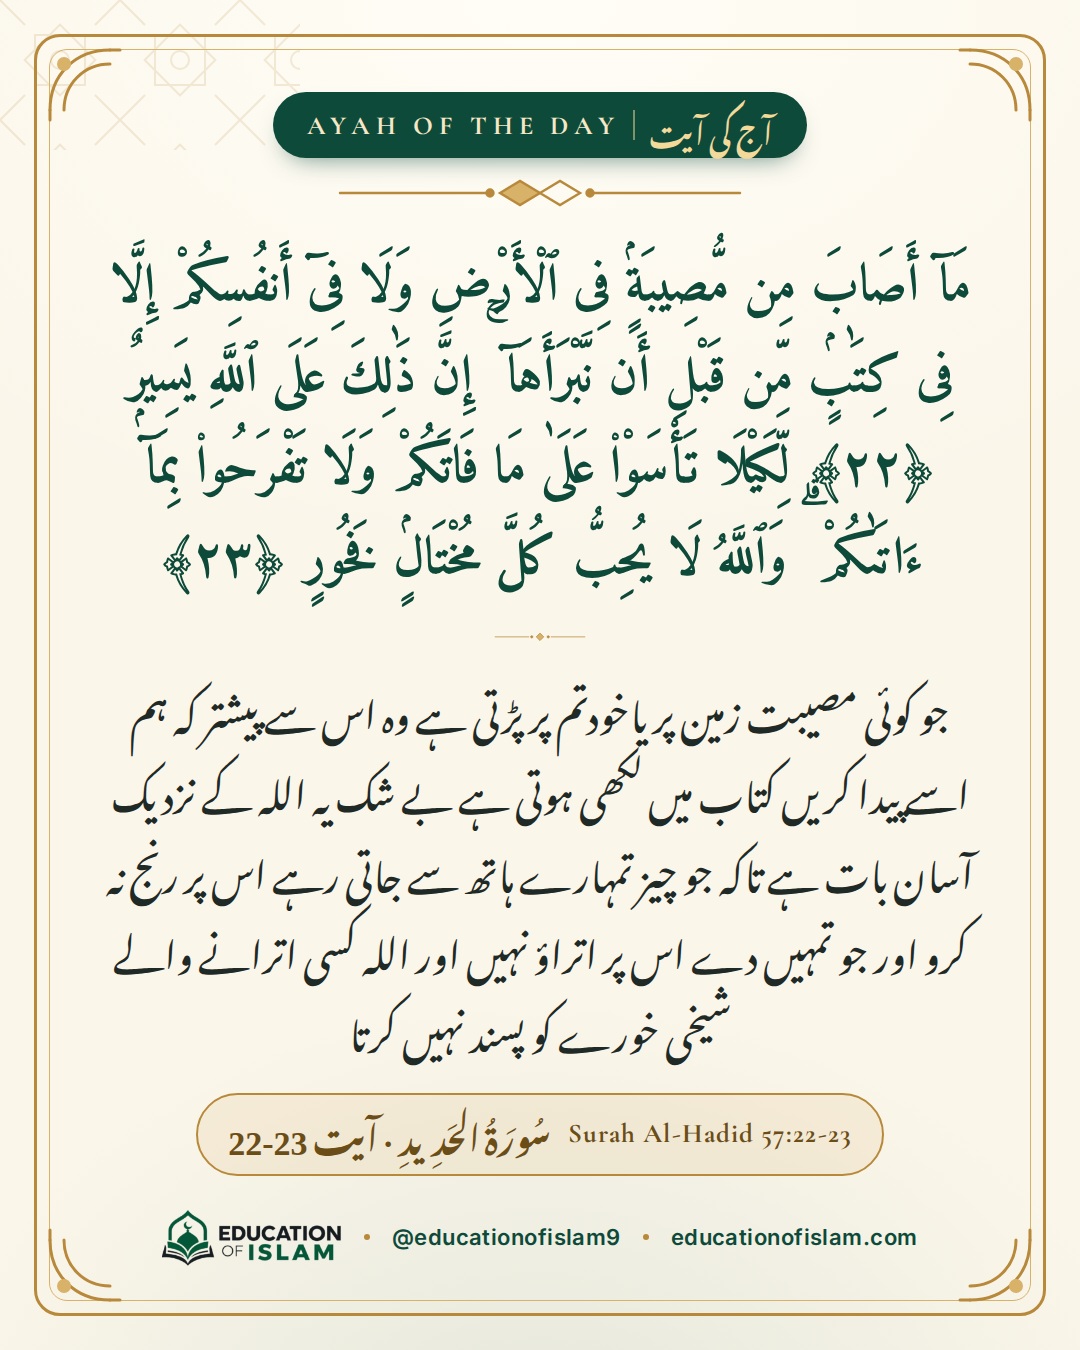 AYAH OF THE DAY | آج کی آیت
مَآ أَصَابَ مِن مُّصِيبَةٍۢ فِى ٱلْأَرْضِ وَلَا فِىٓ أَنفُسِكُمْ إِلَّا
فِى كِتَـٰبٍۢ مِّن قَبْلِ أَن نَّبْرَأَهَآ ۚ إِنَّ ذَٰلِكَ عَلَى ٱللَّهِ يَسِيرٌۭ
﴿٢٢﴾ لِّكَيْلَا تَأْسَوْا۟ عَلَىٰ مَا فَاتَكُمْ وَلَا تَفْرَحُوا۟ بِمَآ
ءَاتَىٰكُمْ ۗ وَٱللَّهُ لَا يُحِبُّ كُلَّ مُخْتَالٍۢ فَخُورٍ ﴿٢٣﴾
جو کوئی مصیبت زمین پر یا خود تم پر پڑتی ہے وہ اس سے پیشتر کہ ہم
اسے پیدا کریں کتاب میں لکھی ہوتی ہے بے شک یہ الله کے نزدیک
آسان بات ہے تاکہ جو چیز تمہارے ہاتھ سے جاتی رہے اس پر رنج نہ
کرو اور جو تمہیں دے اس پر اتراؤ نہیں اور الله کسی اترانے والے
شیخی خورے کو پسند نہیں کرتا
سُورَةُ الحَدِيدِ · آیت 22-23 Surah Al-Hadid 57:22-23
EDUCATION OF ISLAM • @educationofislam9 • educationofislam.com